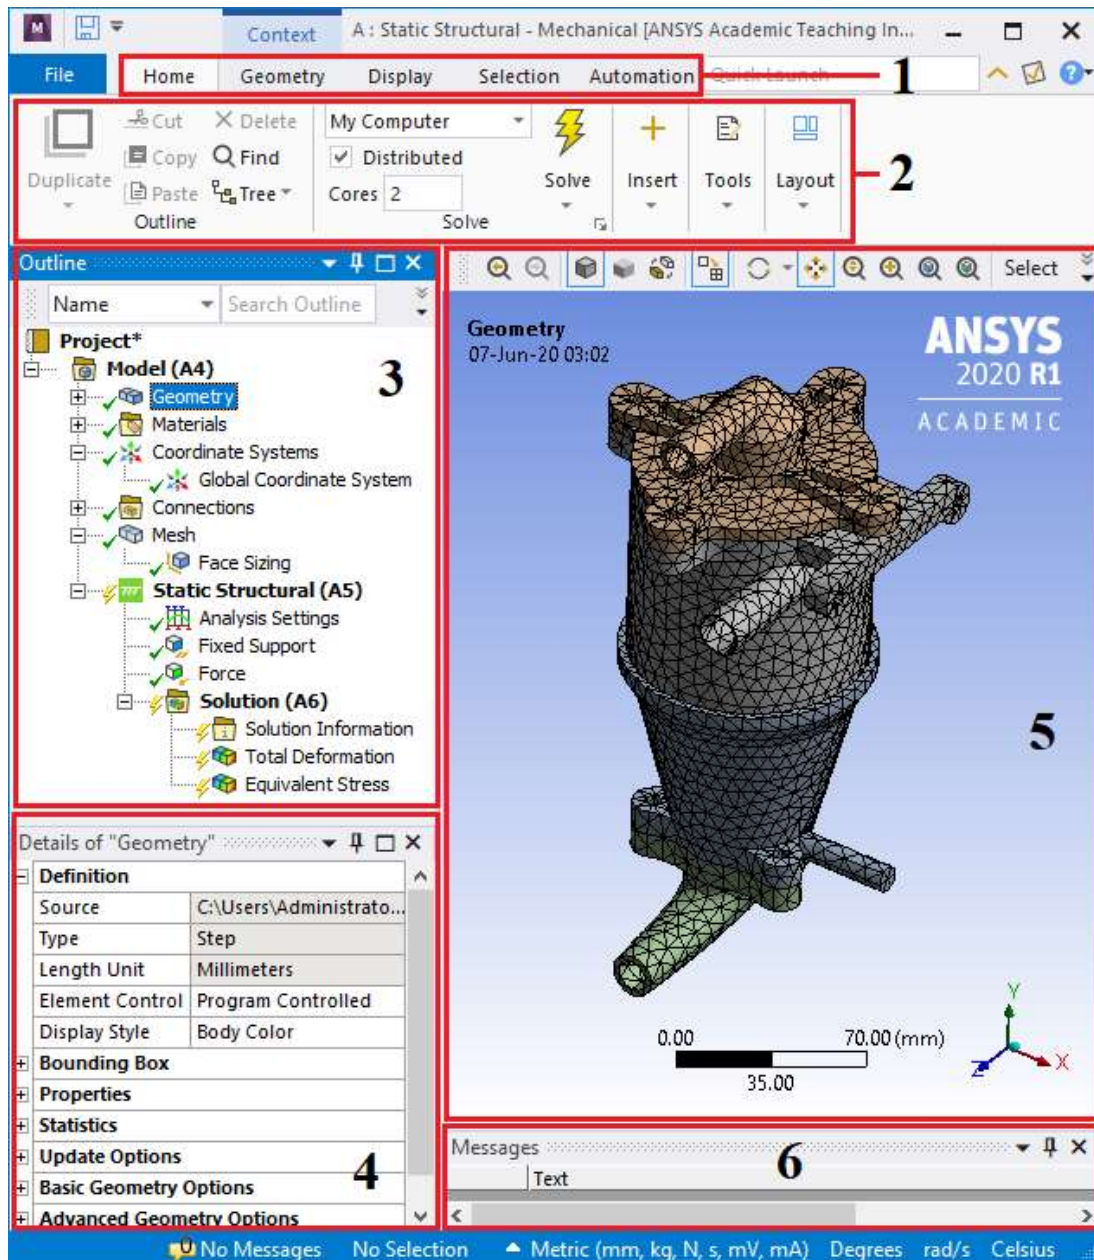 M Context A : Static Structural - Mechanical [ANSYS Academic Teaching In...
File Home Geometry Display Selection Automation Quick Launch 1
Cut Delete My Computer
Copy Find Distributed 2
Duplicate Paste Tree Cores 2 Solve Insert Tools Layout
Outline Solve
Outline
Name Search Outline
Project*
Model (A4) 3
Geometry
Materials
Coordinate Systems
Global Coordinate System
Connections
Mesh
Face Sizing
Static Structural (A5)
Analysis Settings
Fixed Support
Force
Solution (A6)
Solution Information
Total Deformation
Equivalent Stress
Select
Geometry
07-Jun-20 03:02
ANSYS
2020 R1
ACADEMIC
5
0.00 70.00 (mm)
35.00
Y
X
Z
Details of "Geometry"
Definition
Source C:\Users\Administrato...
Type Step
Length Unit Millimeters
Element Control Program Controlled
Display Style Body Color
Bounding Box
Properties
Statistics
Update Options
Basic Geometry Options
Advanced Geometry Options
4
Messages
6
Text
0 No Messages No Selection Metric (mm, kg, N, s, mV, mA) Degrees rad/s Celsius